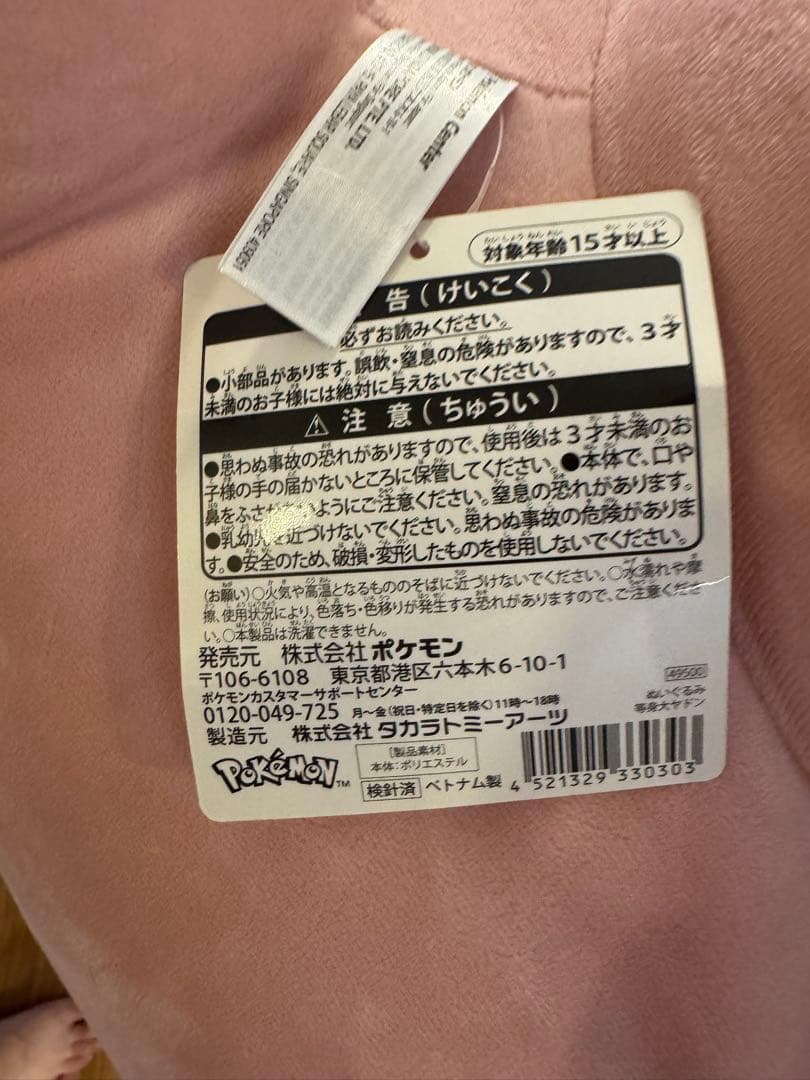 Pokémon Center
PTE. LTD.
SQUARE, SINGAPORE 409051
対象年齢15才以上
告(けいこく)
必ずお読みください。
●小部品があります。誤飲・窒息の危険がありますので、3才
未満のお子様には絶対に与えないでください。
⚠ 注意(ちゅうい)
●思わぬ事故の恐れがありますので、使用後は3才未満のお
子様の手の届かないところに保管してください。●本体で、口や
鼻をふさがないようにご注意ください。窒息の恐れがあります。
●乳幼児を近づけないでください。思わぬ事故の危険がありま
す。●安全のため、破損・変形したものを使用しないでください。
(お願い)○火気や高温となるもののそばに近づけないでください。○水濡れや摩
擦、使用状況により、色落ち・色移りが発生する恐れがありますので、ご注意くださ
い。○本製品は洗濯できません。
発売元 株式会社ポケモン
〒106-6108 東京都港区六本木6-10-1
ポケモンカスタマーサポートセンター
0120-049-725 月〜金(祝日・特定日を除く)11時〜18時
製造元 株式会社タカラトミーアーツ
49500
ぬいぐるみ
等身大ヤドン
POKéMON TM
[製品素材]
本体:ポリエステル
検針済 ベトナム製
4 521329 330303